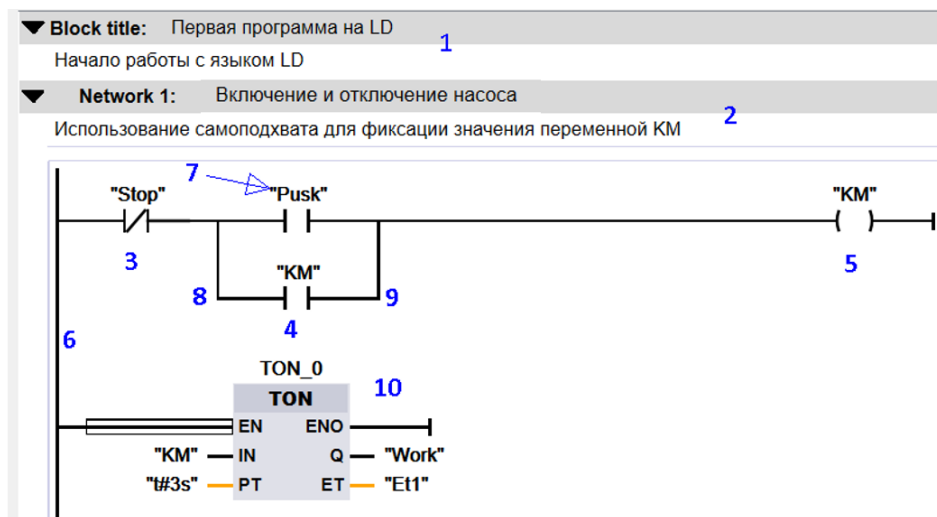 Block title: Первая программа на LD
1
Начало работы с языком LD
Network 1: Включение и отключение насоса
2
Использование самоподхвата для фиксации значения переменной KM
7
"Stop" "Pusk" "KM"
3
5
"KM"
8 9
4
6
TON_0
TON
10
EN ENO
"KM" IN Q "Work"
"t#3s" PT ET "Et1"